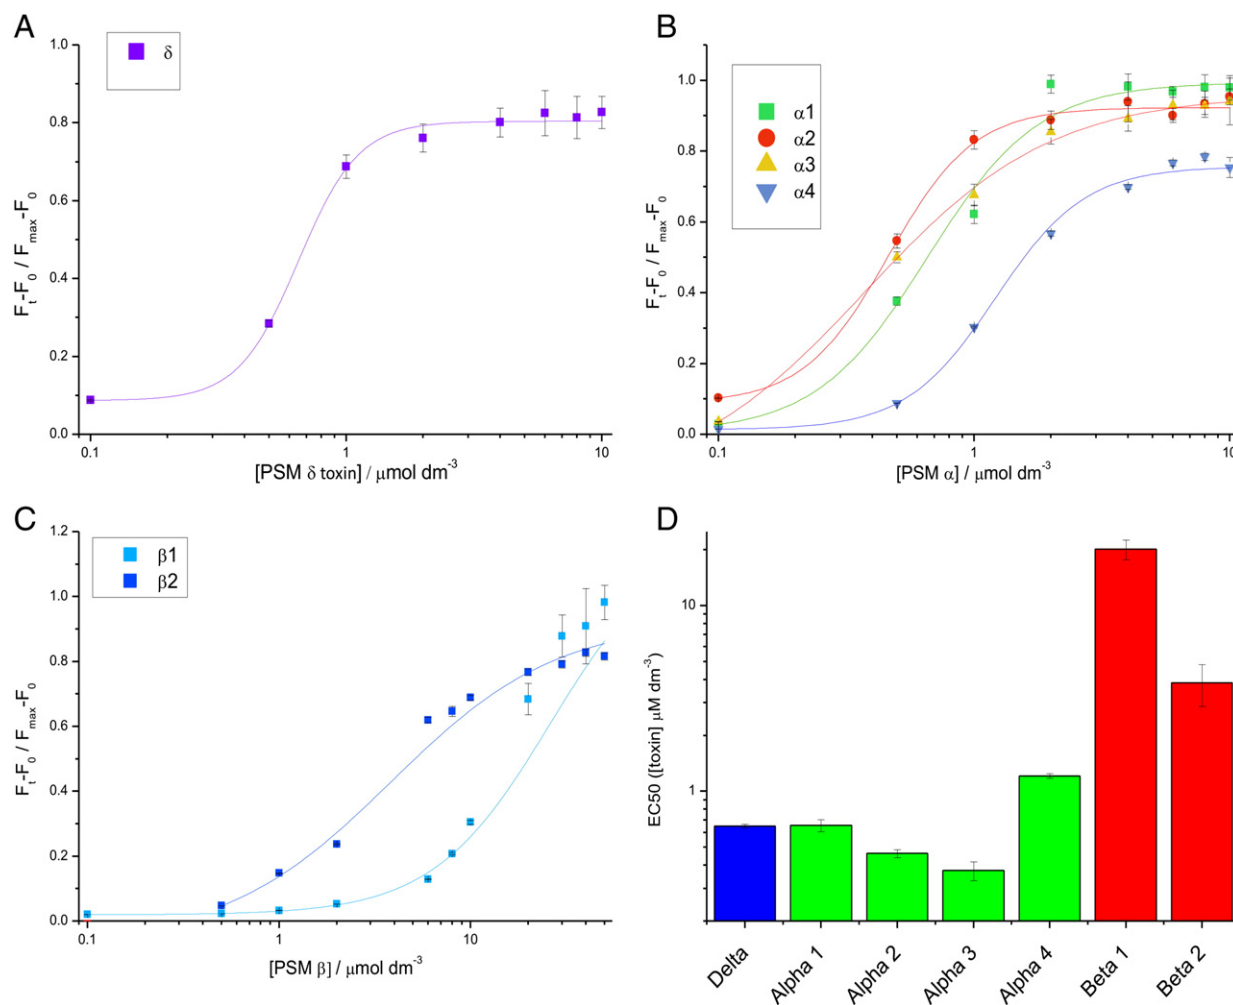 A
δ
1.0
0.8
0.6
0.4
0.2
0.0
F_t-F_0 / F_max-F_0
0.1 1 10
[PSM δ toxin] / μmol dm⁻³
B
α1
α2
α3
α4
1.0
0.8
0.6
0.4
0.2
0.0
F_t-F_0 / F_max-F_0
0.1 1 10
[PSM α] / μmol dm⁻³
C
β1
β2
1.2
1.0
0.8
0.6
0.4
0.2
0.0
F_t-F_0 / F_max-F_0
0.1 1 10
[PSM β] / μmol dm⁻³
D
10
1
EC50 ([toxin] μM dm⁻³)
Delta Alpha 1 Alpha 2 Alpha 3 Alpha 4 Beta 1 Beta 2